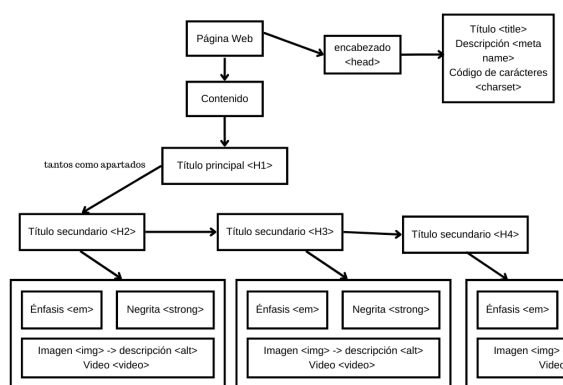 Página Web
encabezado
<head>
Título <title>
Descripción <meta
name>
Código de carácteres
<charset>
Contenido
tantos como apartados
Título principal <H1>
Título secundario <H2>
Título secundario <H3>
Título secundario <H4>
Énfasis <em>
Negrita <strong>
Imagen <img> -> descripción <alt>
Video <video>
Énfasis <em>
Negrita <strong>
Imagen <img> -> descripción <alt>
Video <video>
Énfasis <em>
Imagen <img>